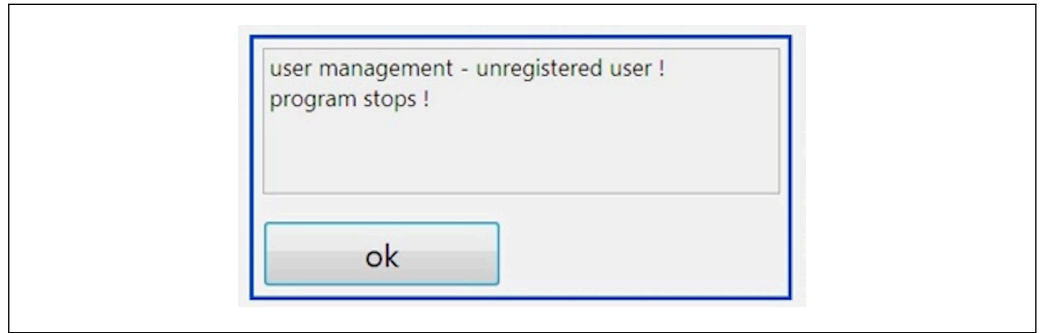 user management - unregistered user !
program stops !
ok